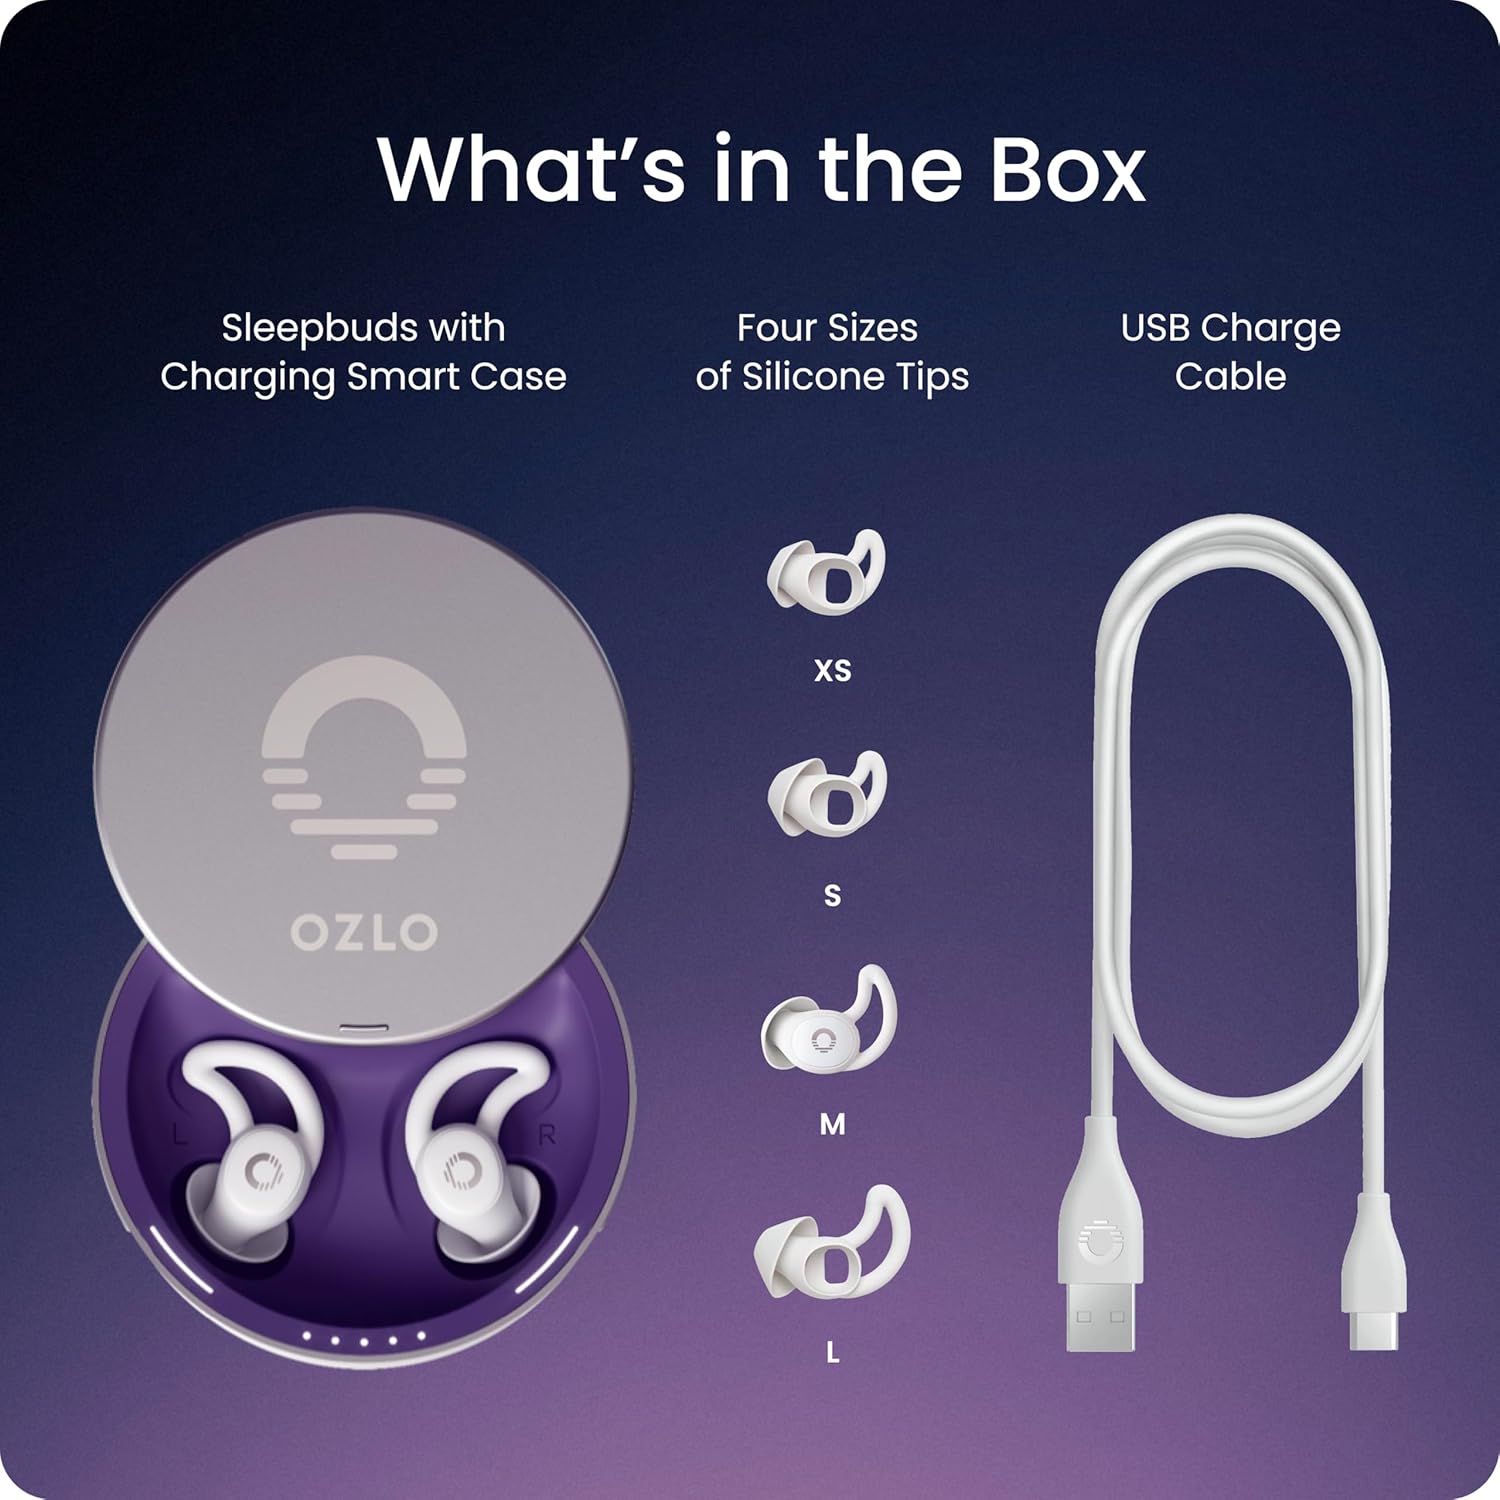 What's in the Box
Sleepbuds with
Charging Smart Case
Four Sizes
of Silicone Tips
USB Charge
Cable
OZLO
L
R
XS
S
M
L